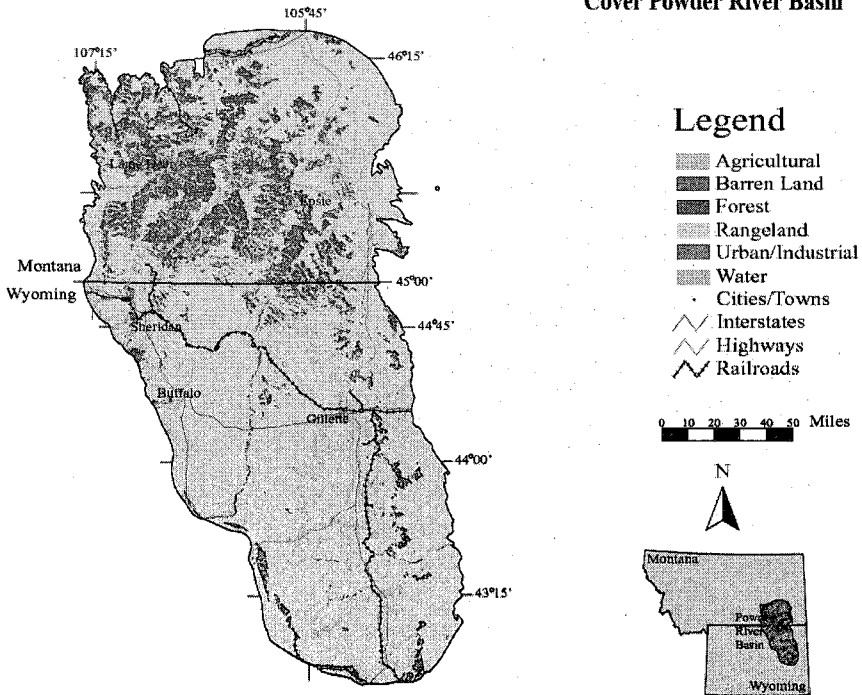 Cover Powder River Basin
105°45'
107°15'
46°15'
Legend
Agricultural
Barren Land
Forest
Rangeland
Urban/Industrial
Water
Cities/Towns
Interstates
Highways
Railroads
Epsie
Montana
Wyoming
45°00'
44°45'
Sheridan
Buffalo
Gillette
0 10 20 30 40 50 Miles
44°00'
N
43°15'
Montana
Powder
River
Basin
Wyoming